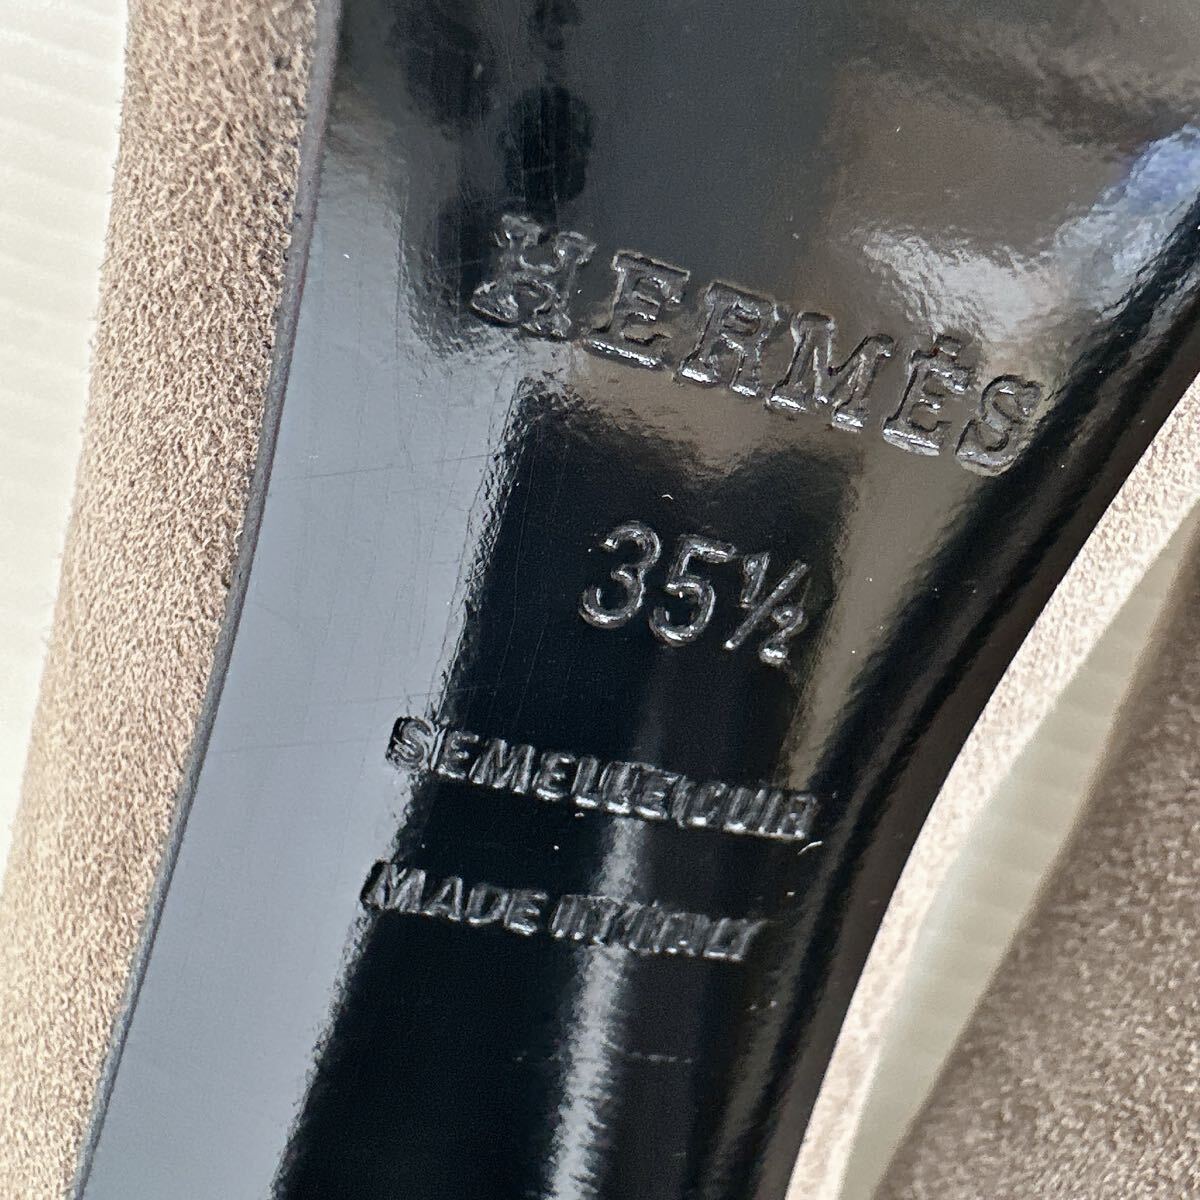 HERMÈS
35½
SEMELLE CUIR
MADE IN ITALY